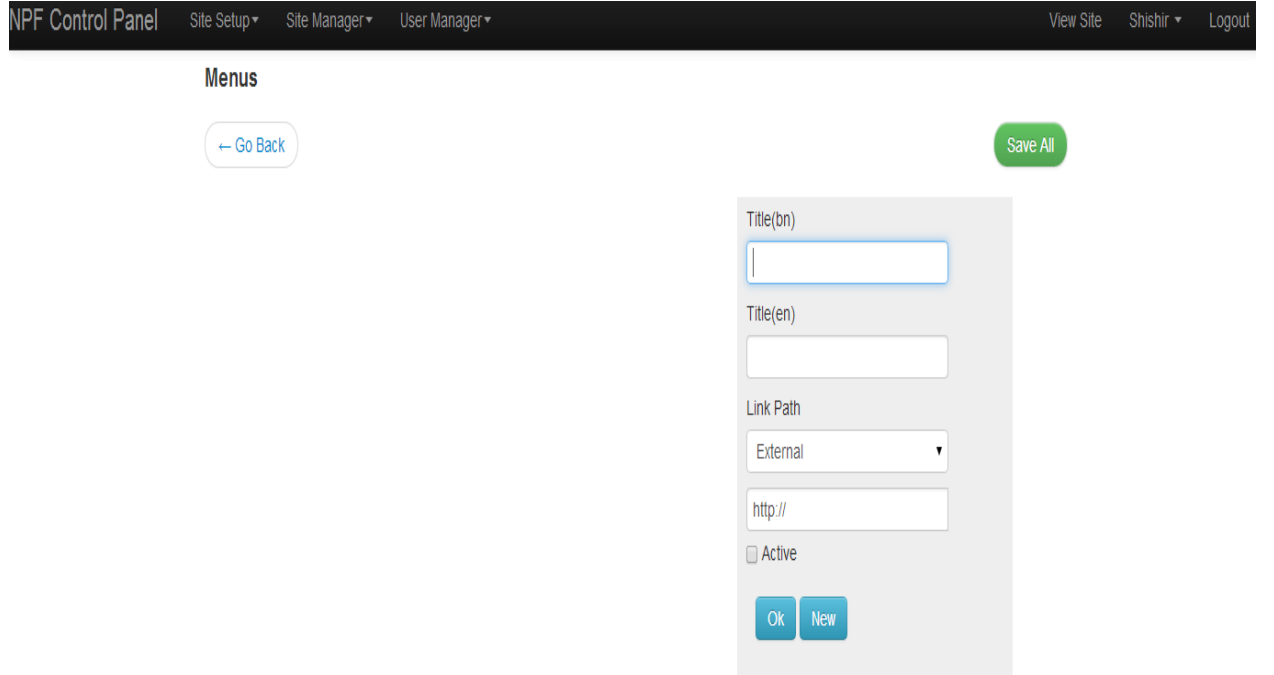 NPF Control Panel Site Setup▾ Site Manager▾ User Manager▾ View Site Shishir ▾ Logout
Menus
← Go Back Save All
Title(bn)
Title(en)
Link Path
External ▾
http://
Active
Ok New